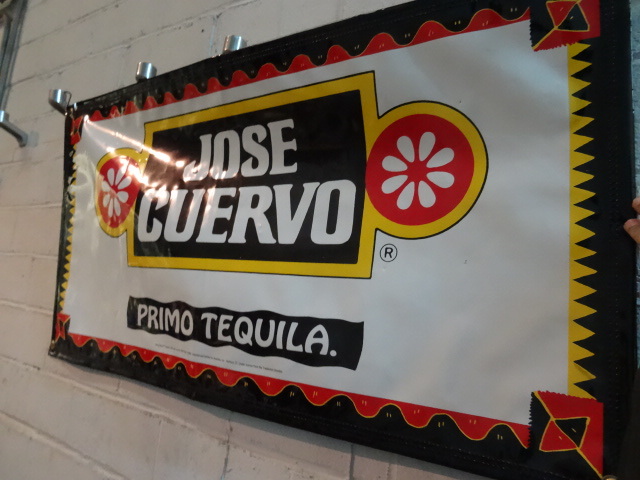 JOSE
CUERVO
®
PRIMO TEQUILA.